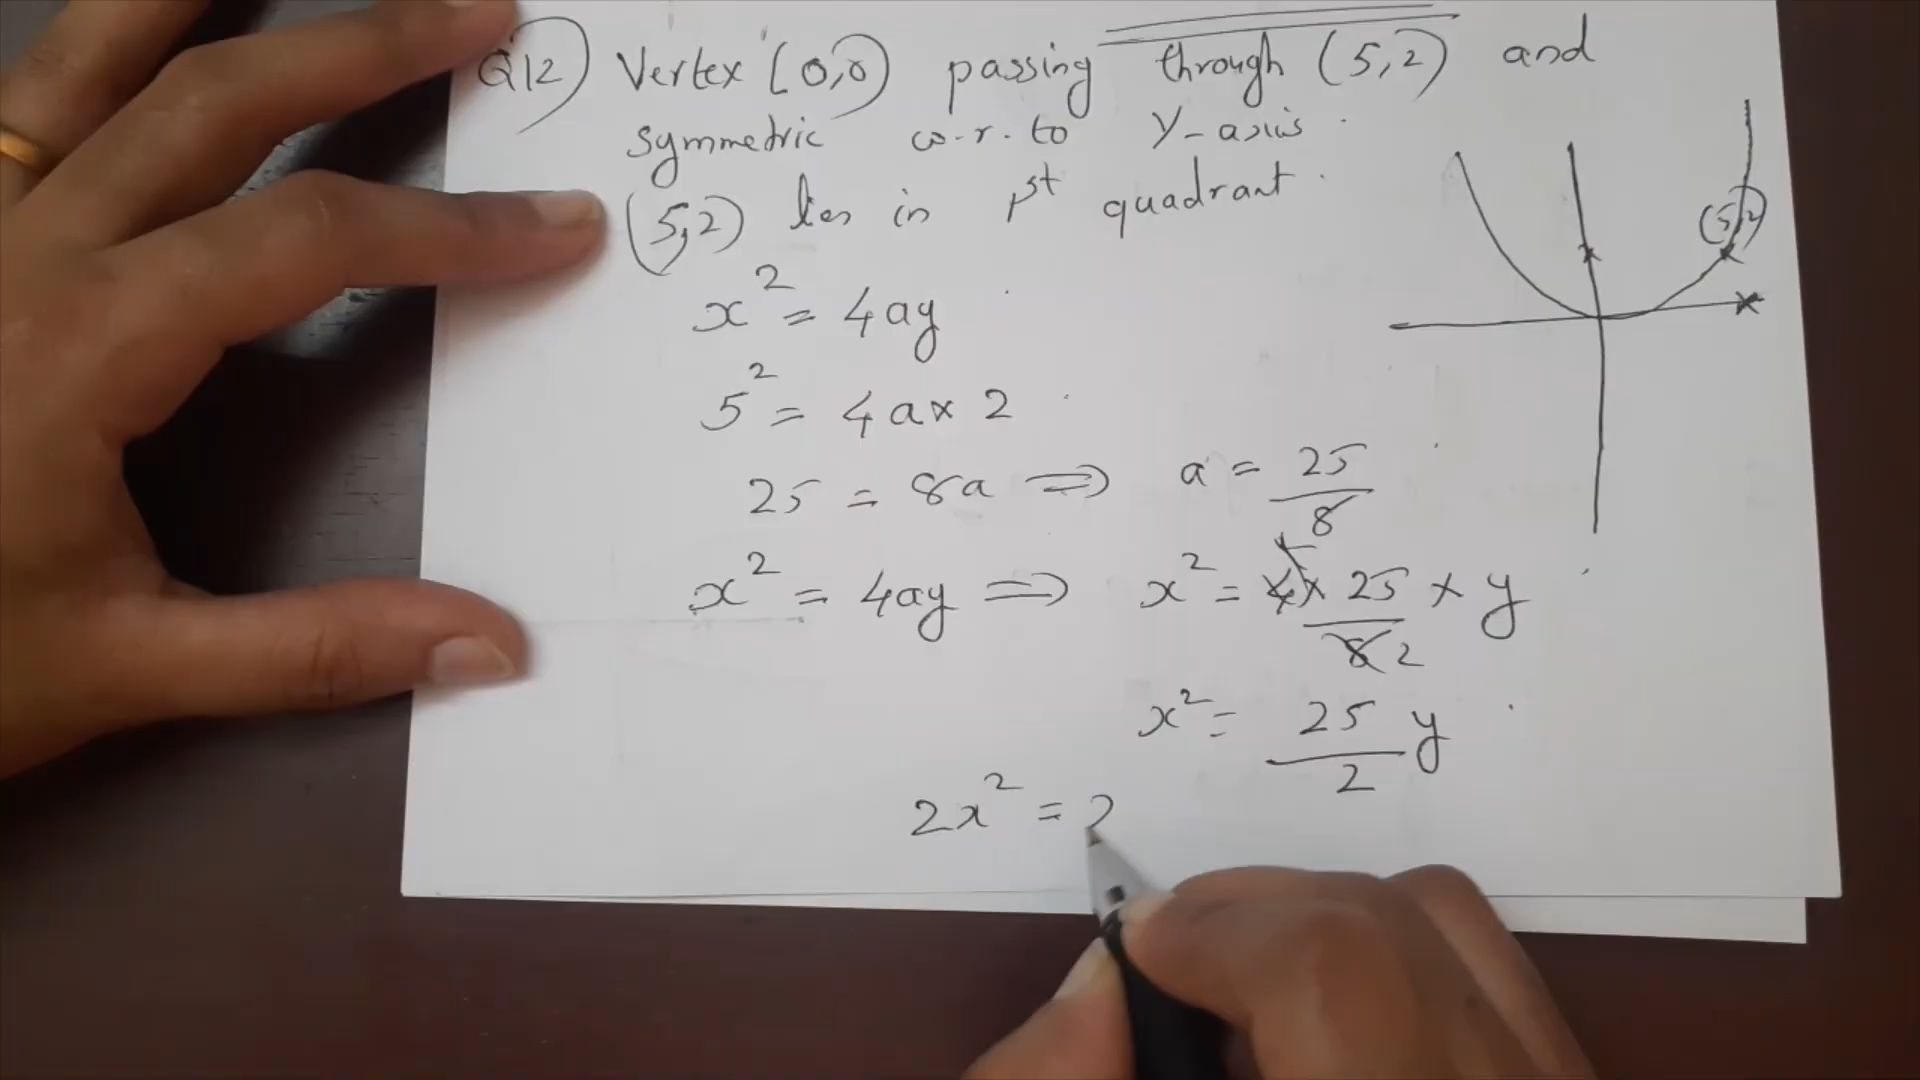 Q12) Vertex (0,0) passing through (5,2) and
symmetric w.r.to Y-axis.
(5,2) lies in 1st quadrant.
(5,2)
x² = 4ay
5² = 4a×2
25 = 8a ⟹ a = 25/8
x² = 4ay ⟹ x² = 4×25/8 2 × y
x² = 25/2 y
2x² = 2